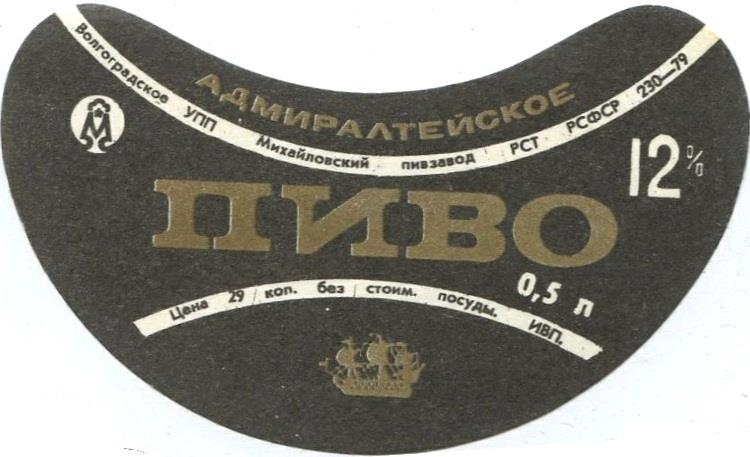 АДМИРАЛТЕЙСКОЕ
Волгоградское УПП Михайловский пивзавод РСТ РСФСР 230—79
М
12%
ПИВО
0,5 л
Цена 29 коп. без стоим. посуды. ИВП.